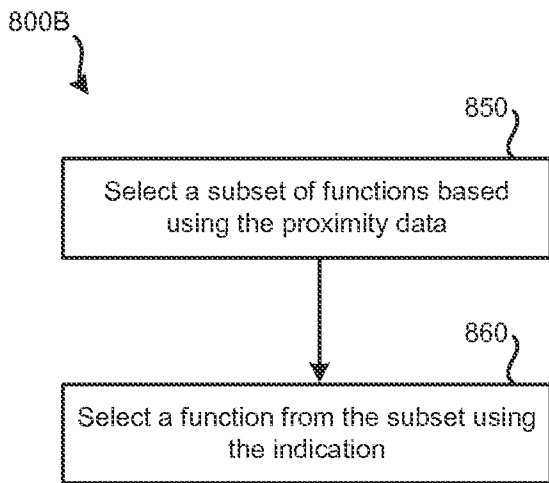 800B
850
Select a subset of functions based
using the proximity data
860
Select a function from the subset using
the indication